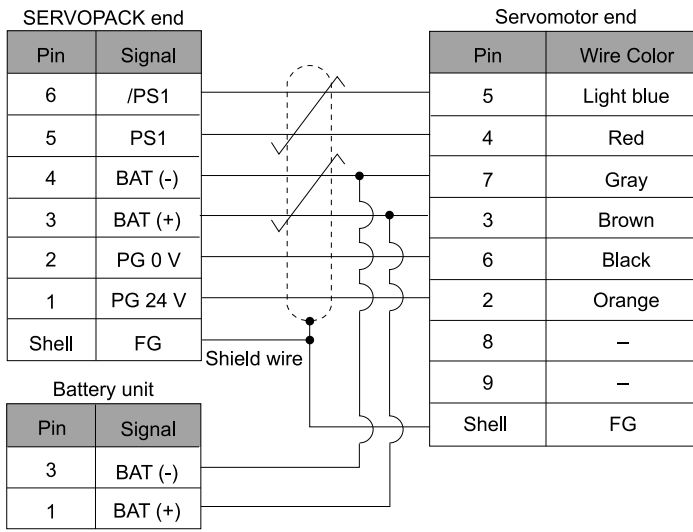 SERVOPACK end
Pin Signal
6 /PS1
5 PS1
4 BAT (-)
3 BAT (+)
2 PG 0 V
1 PG 24 V
Shell FG
Shield wire
Servomotor end
Pin Wire Color
5 Light blue
4 Red
7 Gray
3 Brown
6 Black
2 Orange
8 –
9 –
Shell FG
Battery unit
Pin Signal
3 BAT (-)
1 BAT (+)